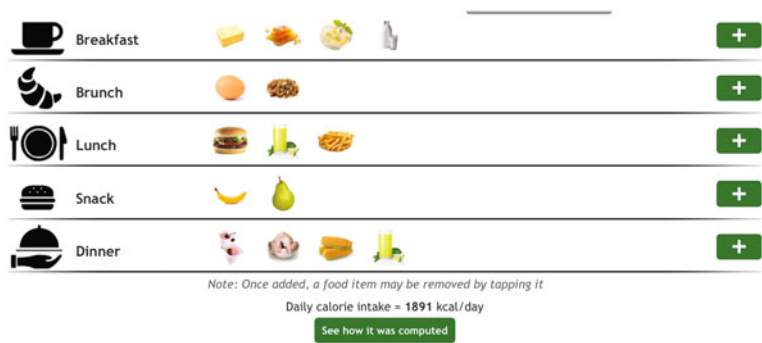 Breakfast
+
Brunch
+
Lunch
+
Snack
+
Dinner
+
Note: Once added, a food item may be removed by tapping it
Daily calorie intake = 1891 kcal/day
See how it was computed